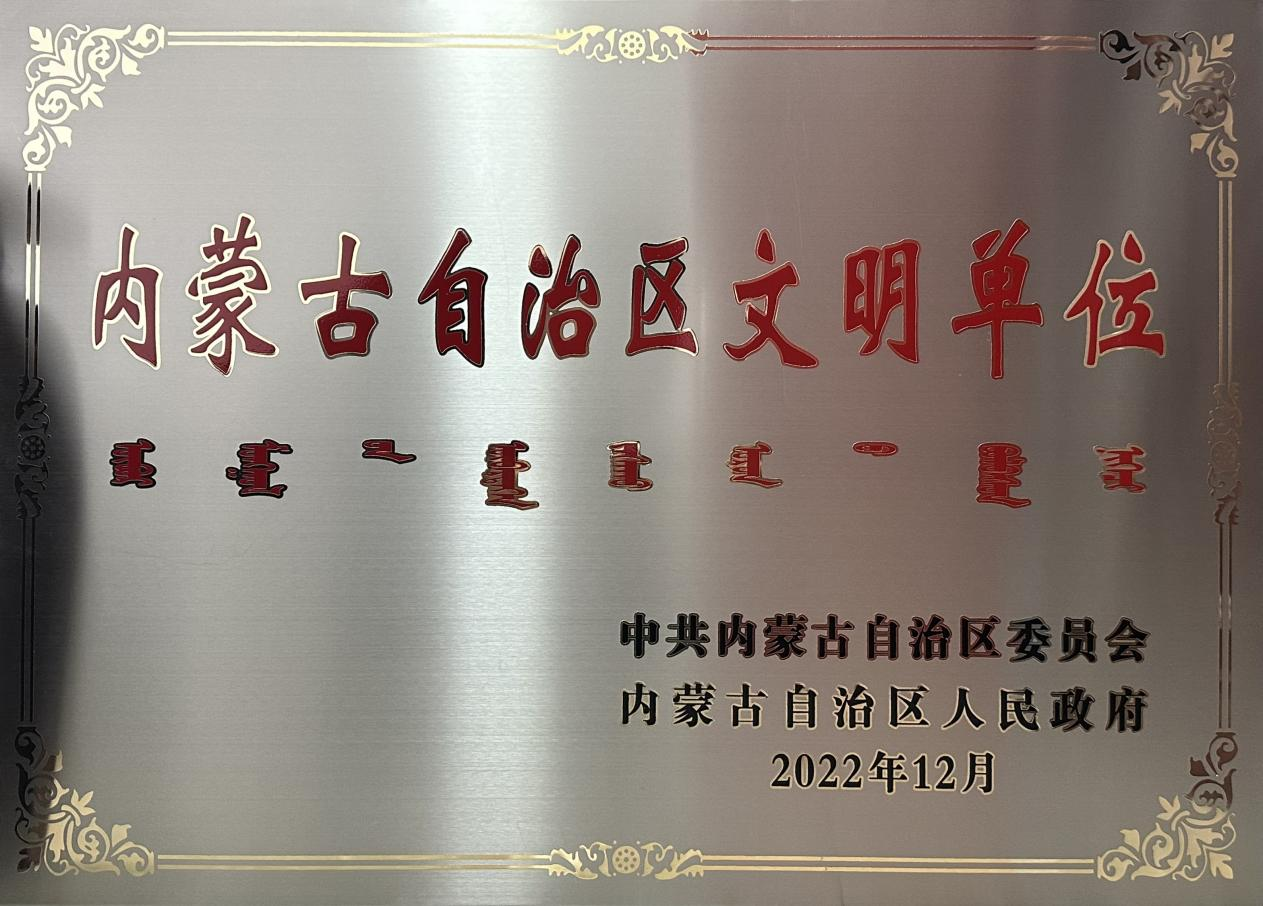 内蒙古自治区文明单位
中共内蒙古自治区委员会
内蒙古自治区人民政府
2022年12月